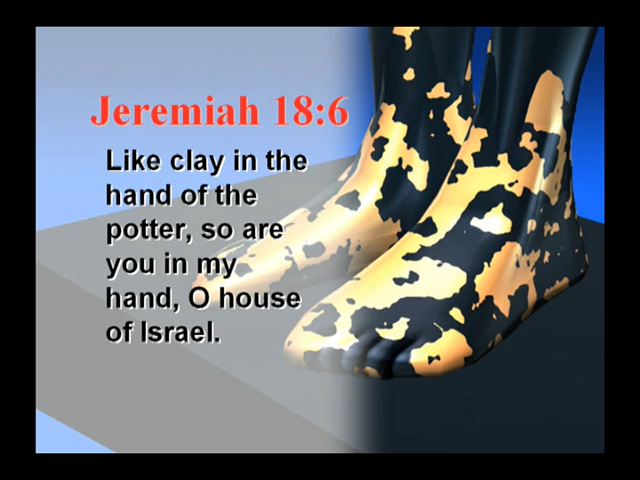 Jeremiah 18:6
Like clay in the
hand of the
potter, so are
you in my
hand, O house
of Israel.